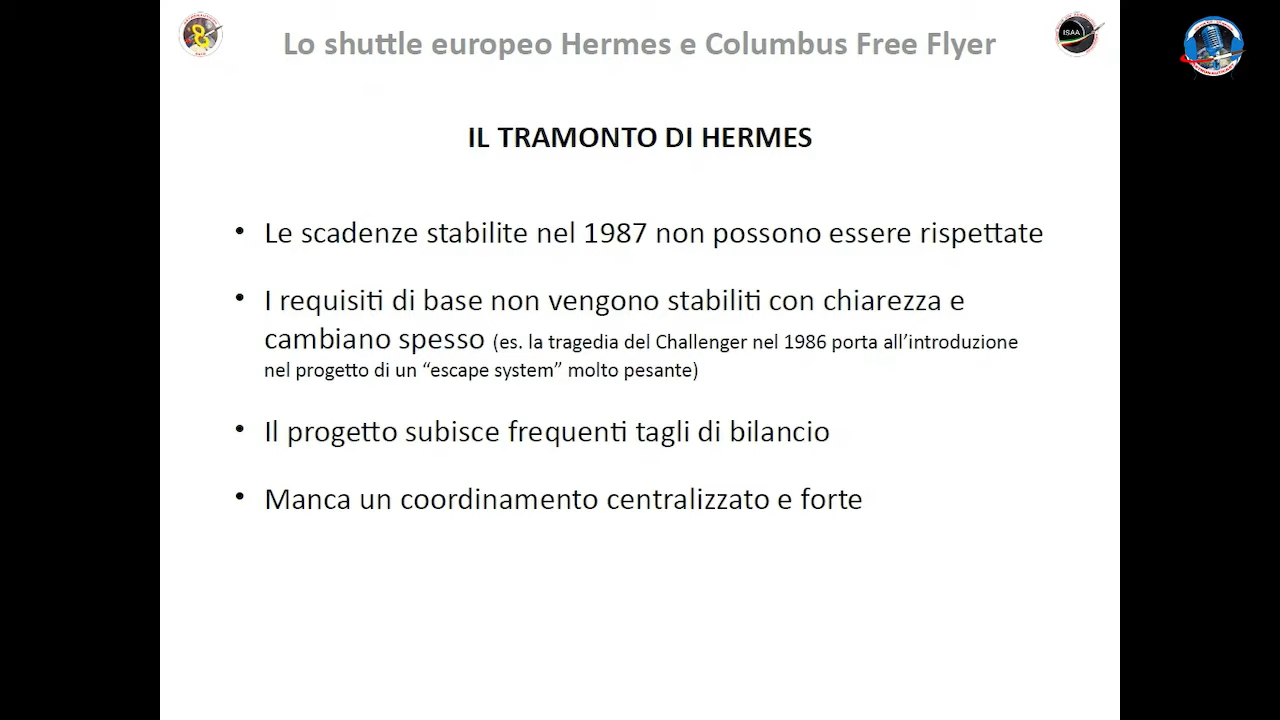 Lo shuttle europeo Hermes e Columbus Free Flyer
ISAA
IL TRAMONTO DI HERMES
• Le scadenze stabilite nel 1987 non possono essere rispettate
• I requisiti di base non vengono stabiliti con chiarezza e
cambiano spesso (es. la tragedia del Challenger nel 1986 porta all’introduzione
nel progetto di un “escape system” molto pesante)
• Il progetto subisce frequenti tagli di bilancio
• Manca un coordinamento centralizzato e forte